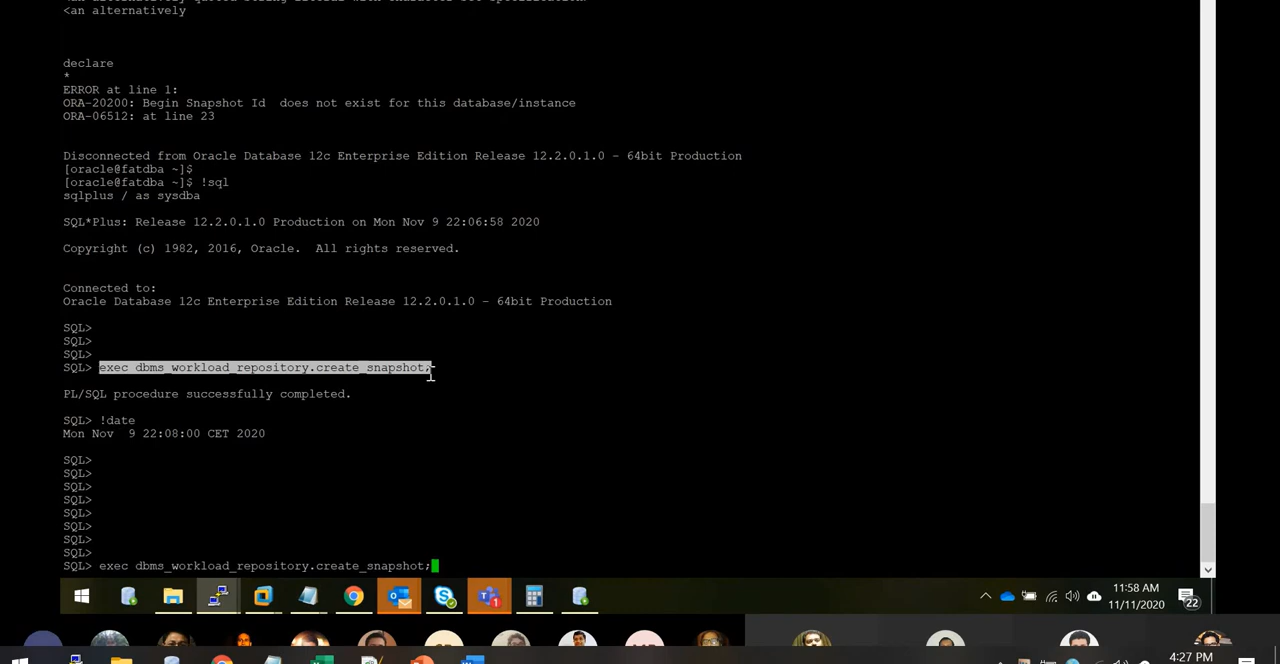 <an alternatively
declare
*
ERROR at line 1:
ORA-20200: Begin Snapshot Id  does not exist for this database/instance
ORA-06512: at line 23
Disconnected from Oracle Database 12c Enterprise Edition Release 12.2.0.1.0 - 64bit Production
[oracle@fatdba ~]$
[oracle@fatdba ~]$ !sql
sqlplus / as sysdba
SQL*Plus: Release 12.2.0.1.0 Production on Mon Nov 9 22:06:58 2020
Copyright (c) 1982, 2016, Oracle.  All rights reserved.
Connected to:
Oracle Database 12c Enterprise Edition Release 12.2.0.1.0 - 64bit Production
SQL>
SQL>
SQL>
SQL> exec dbms_workload_repository.create_snapshot;
PL/SQL procedure successfully completed.
SQL> !date
Mon Nov  9 22:08:00 CET 2020
SQL>
SQL>
SQL>
SQL>
SQL>
SQL>
SQL>
SQL>
SQL> exec dbms_workload_repository.create_snapshot;
11:58 AM
11/11/2020
22
1
4:27 PM